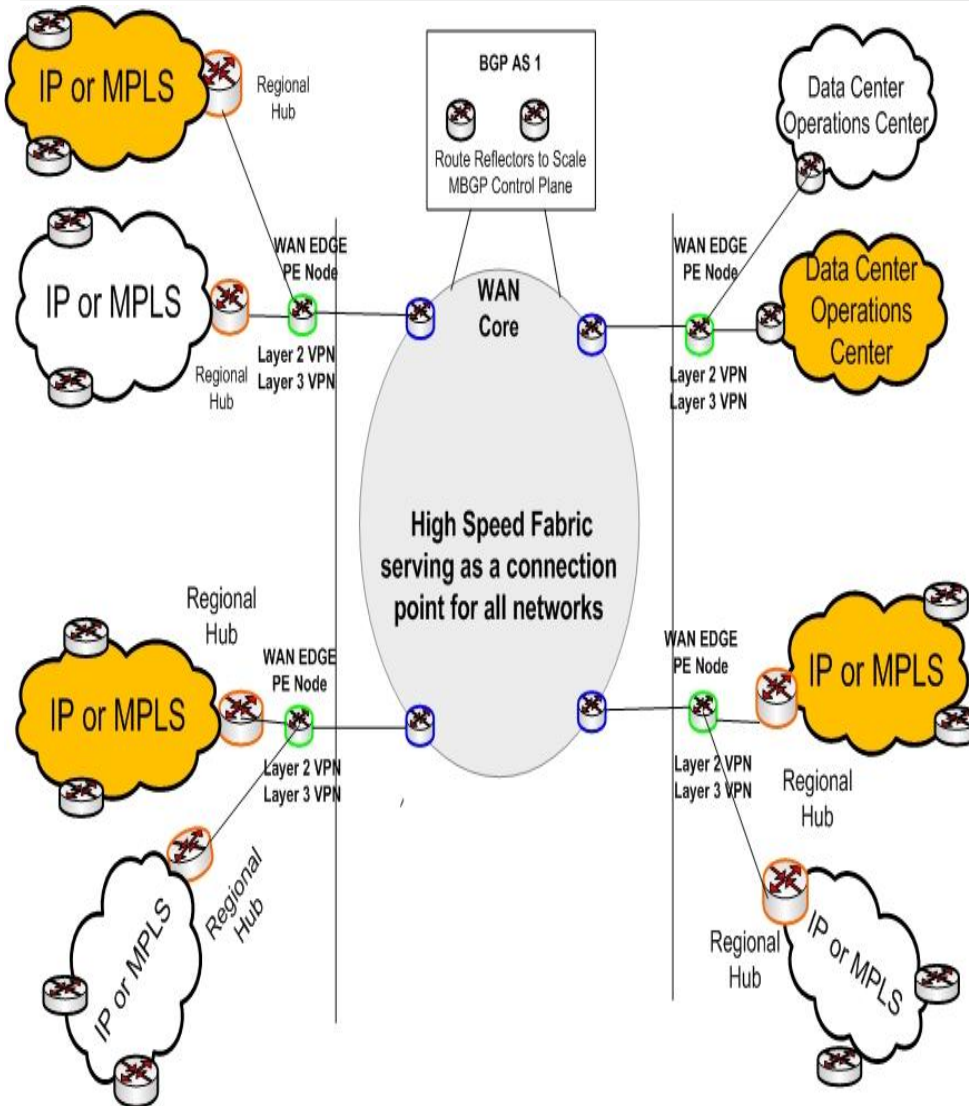 IP or MPLS
Regional
Hub
BGP AS 1
Route Reflectors to Scale
MBGP Control Plane
Data Center
Operations Center
IP or MPLS
Regional
Hub
WAN EDGE
PE Node
Layer 2 VPN
Layer 3 VPN
WAN
Core
WAN EDGE
PE Node
Layer 2 VPN
Layer 3 VPN
Data Center
Operations
Center
High Speed Fabric
serving as a connection
point for all networks
Regional
Hub
IP or MPLS
WAN EDGE
PE Node
Layer 2 VPN
Layer 3 VPN
WAN EDGE
PE Node
Layer 2 VPN
Layer 3 VPN
IP or MPLS
Regional
Hub
IP or MPLS
Regional
Hub
Regional
Hub
IP or MPLS